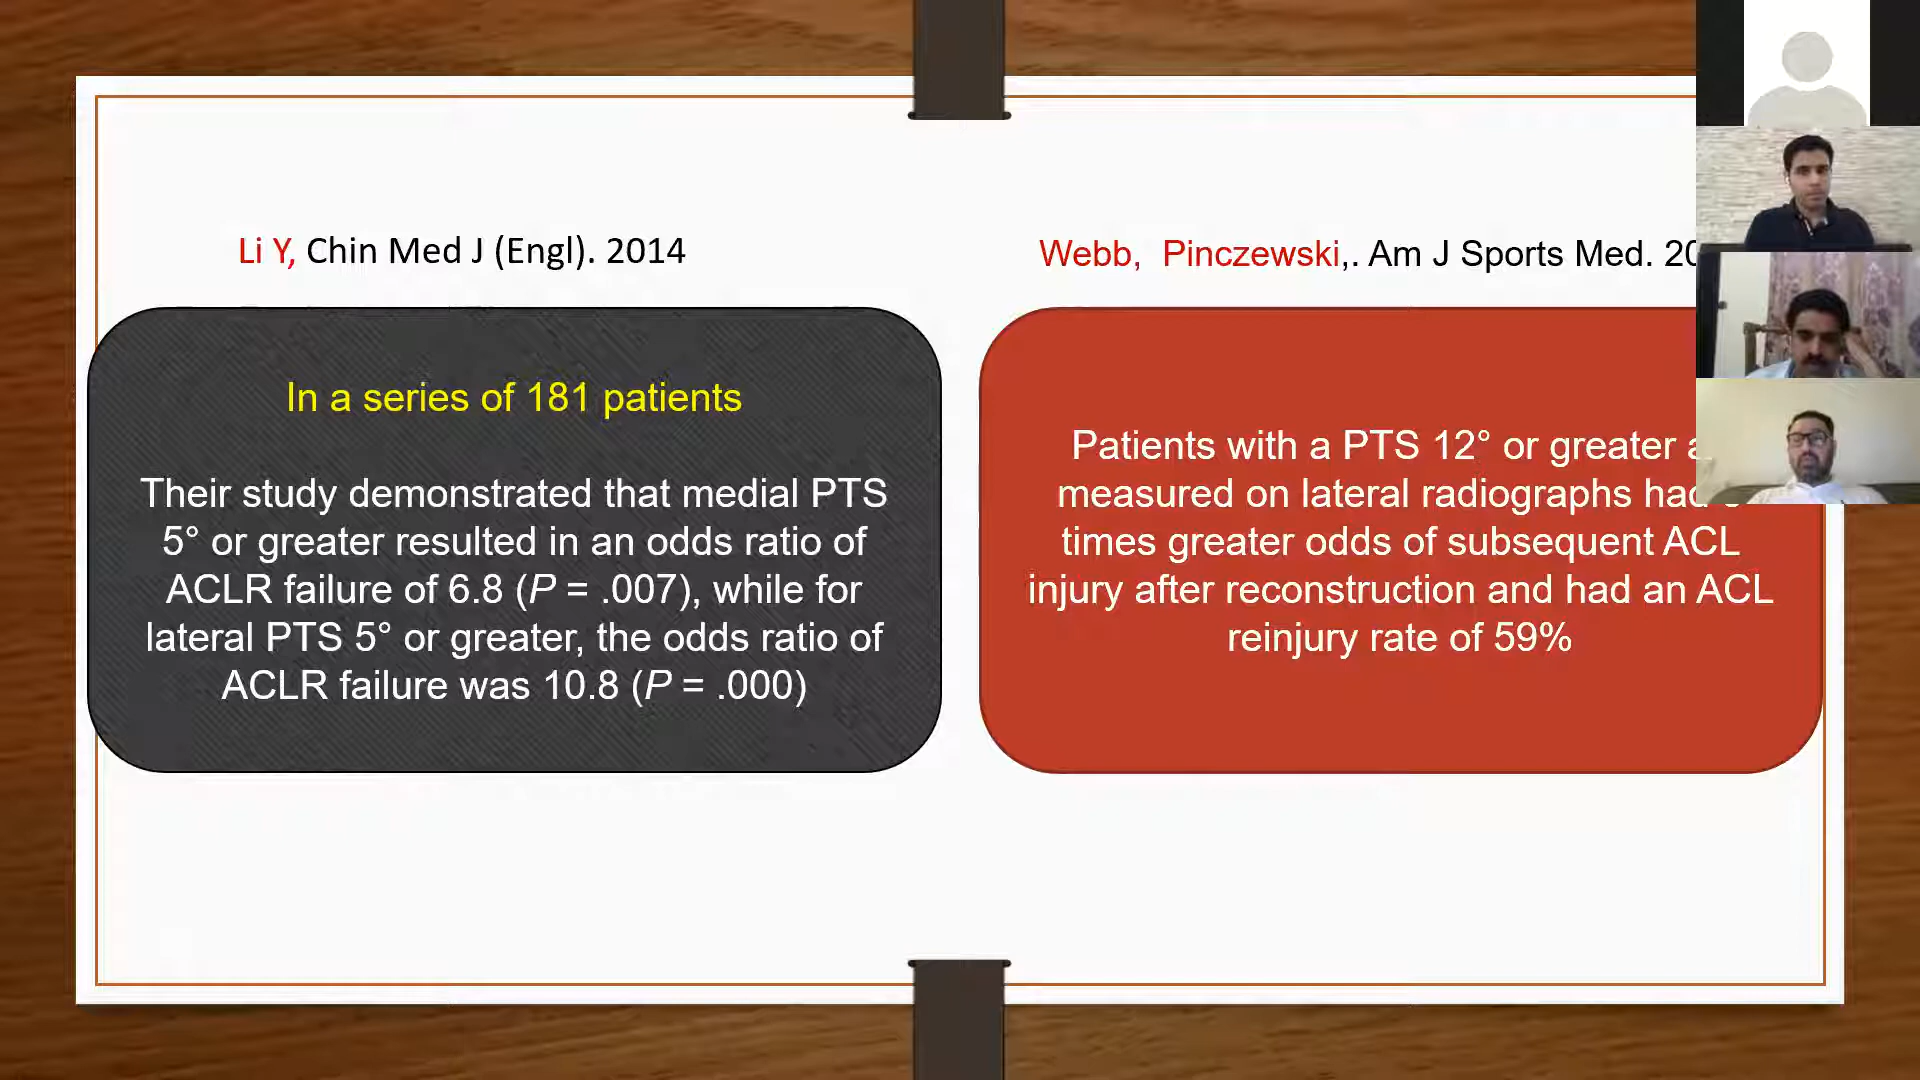 Li Y, Chin Med J (Engl). 2014
In a series of 181 patients
Their study demonstrated that medial PTS
5° or greater resulted in an odds ratio of
ACLR failure of 6.8 (P = .007), while for
lateral PTS 5° or greater, the odds ratio of
ACLR failure was 10.8 (P = .000)
Webb, Pinczewski,. Am J Sports Med.
Patients with a PTS 12° or greater
measured on lateral radiographs had
times greater odds of subsequent ACL
injury after reconstruction and had an ACL
reinjury rate of 59%